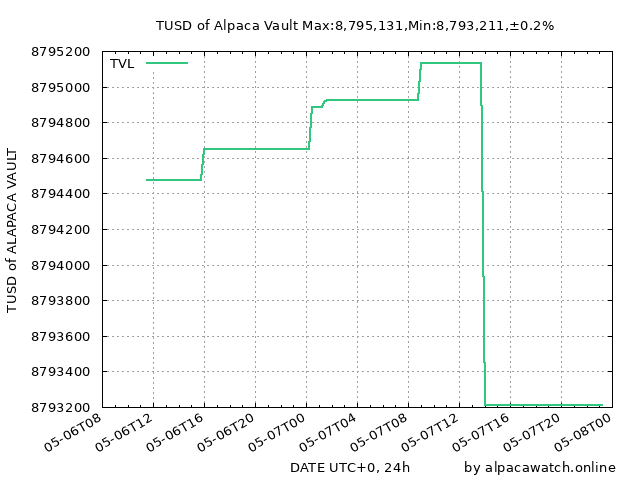 TUSD of Alpaca Vault Max:8,795,131,Min:8,793,211,±0.2%
TVL
8795200
8795000
8794800
8794600
8794400
8794200
8794000
8793800
8793600
8793400
8793200
TUSD of ALAPACA VAULT
05-06T08
05-06T12
05-06T16
05-06T20
05-07T00
05-07T04
05-07T08
05-07T12
05-07T16
05-07T20
05-08T00
DATE UTC+0, 24h
by alpacawatch.online